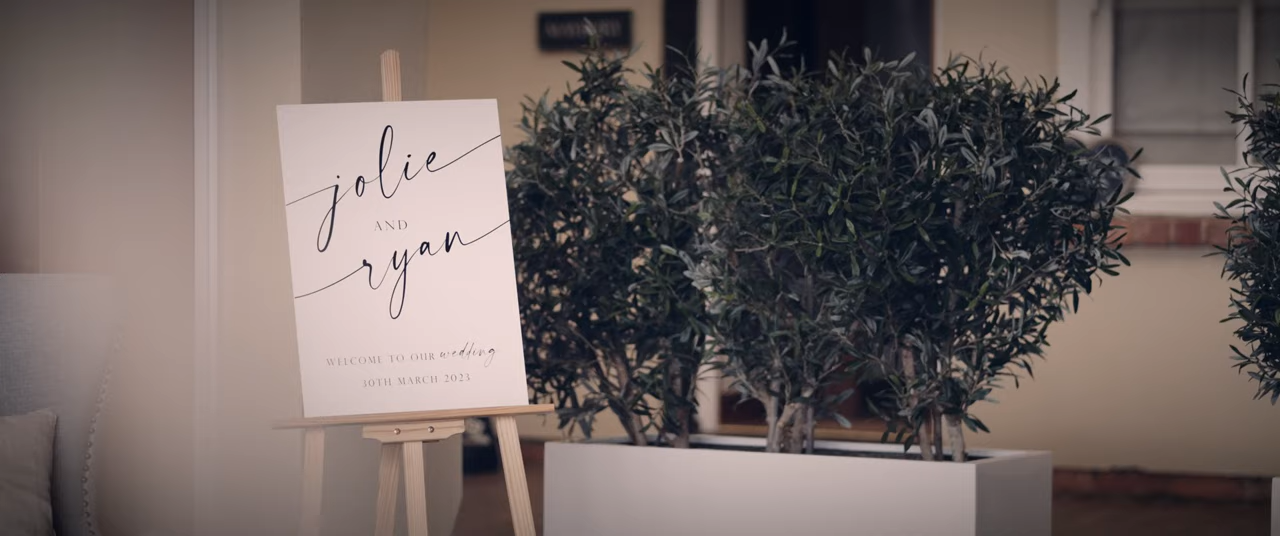 jolie
AND
ryan
WELCOME TO OUR wedding
30TH MARCH 2023